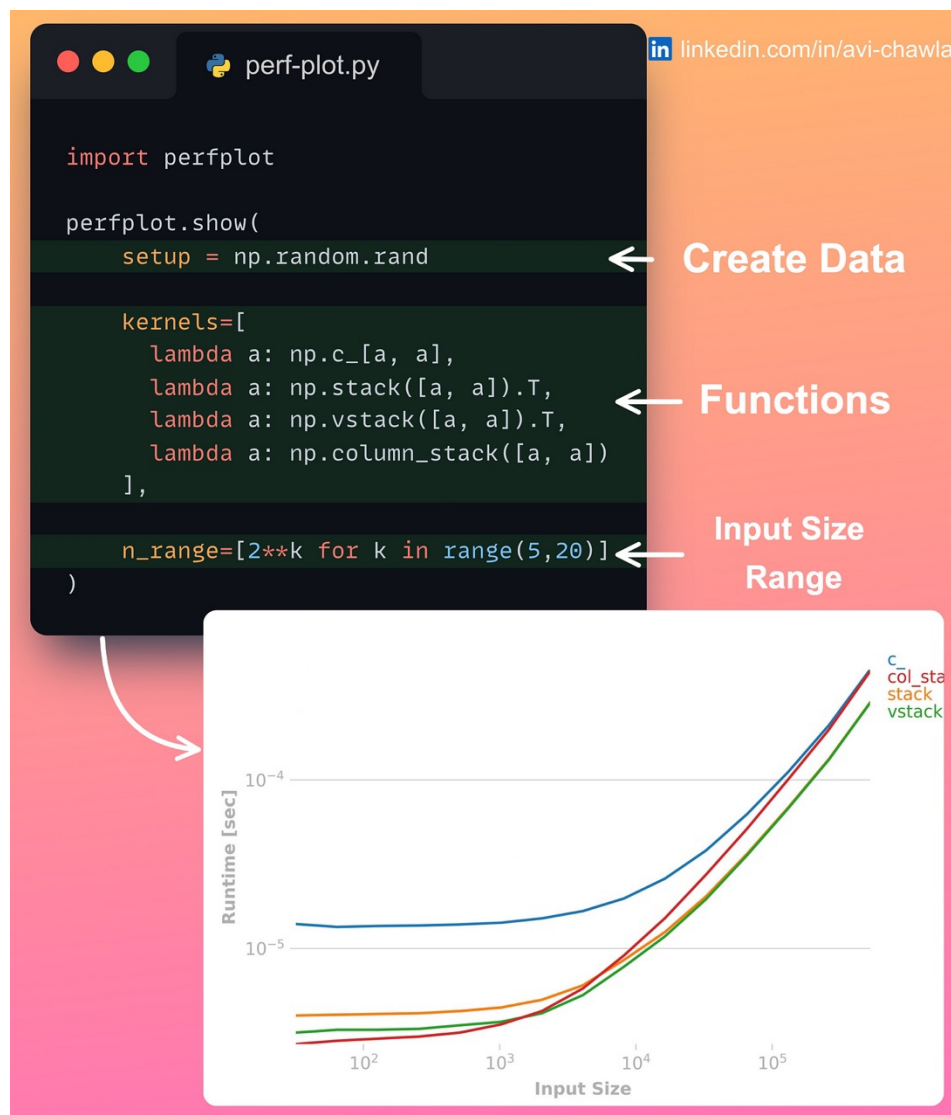 perf-plot.py
in linkedin.com/in/avi-chawla
import perfplot
perfplot.show(
setup = np.random.rand
Create Data
kernels=[
lambda a: np.c_[a, a],
lambda a: np.stack([a, a]).T,
lambda a: np.vstack([a, a]).T,
lambda a: np.column_stack([a, a])
],
Functions
n_range=[2**k for k in range(5,20)]
)
Input Size
Range
c_
col_sta
stack
vstack
10⁻⁴
10⁻⁵
Runtime [sec]
10² 10³ 10⁴ 10⁵
Input Size